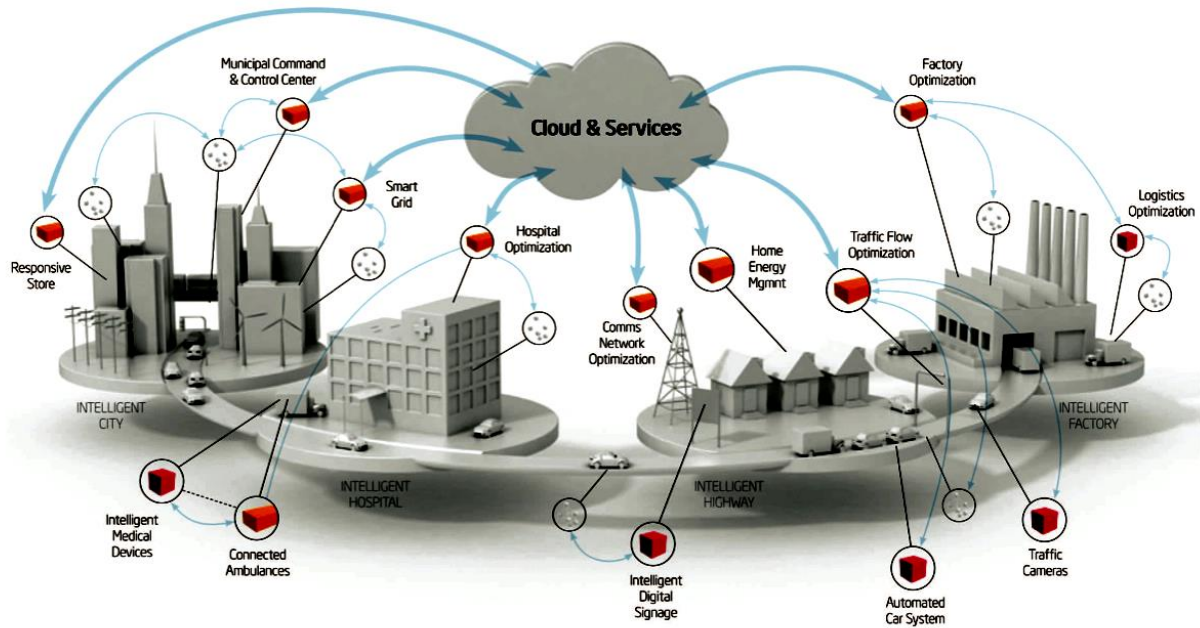 Municipal Command
& Control Center
Factory
Optimization
Cloud & Services
Smart
Grid
Logistics
Optimization
Responsive
Store
Hospital
Optimization
Home
Energy
Mgmnt
Traffic Flow
Optimization
Comms
Network
Optimization
INTELLIGENT
CITY
INTELLIGENT
FACTORY
INTELLIGENT
HOSPITAL
INTELLIGENT
HIGHWAY
Intelligent
Medical
Devices
Connected
Ambulances
Intelligent
Digital
Signage
Automated
Car System
Traffic
Cameras